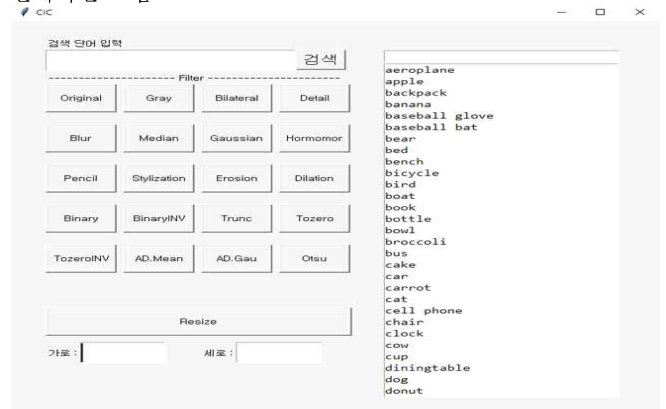 CIC
검색 단어 입력
검색
Filter
Original Gray Bilateral Detail
Blur Median Gaussian Hormomor
Pencil Stylization Erosion Dilation
Binary BinaryINV Trunc Tozero
TozeroINV AD.Mean AD.Gau Otsu
Resize
가로 : 세로 :
aeroplane
apple
backpack
banana
baseball glove
baseball bat
bear
bed
bench
bicycle
bird
boat
book
bottle
bowl
broccoli
bus
cake
car
carrot
cat
cell phone
chair
clock
cow
cup
diningtable
dog
donut